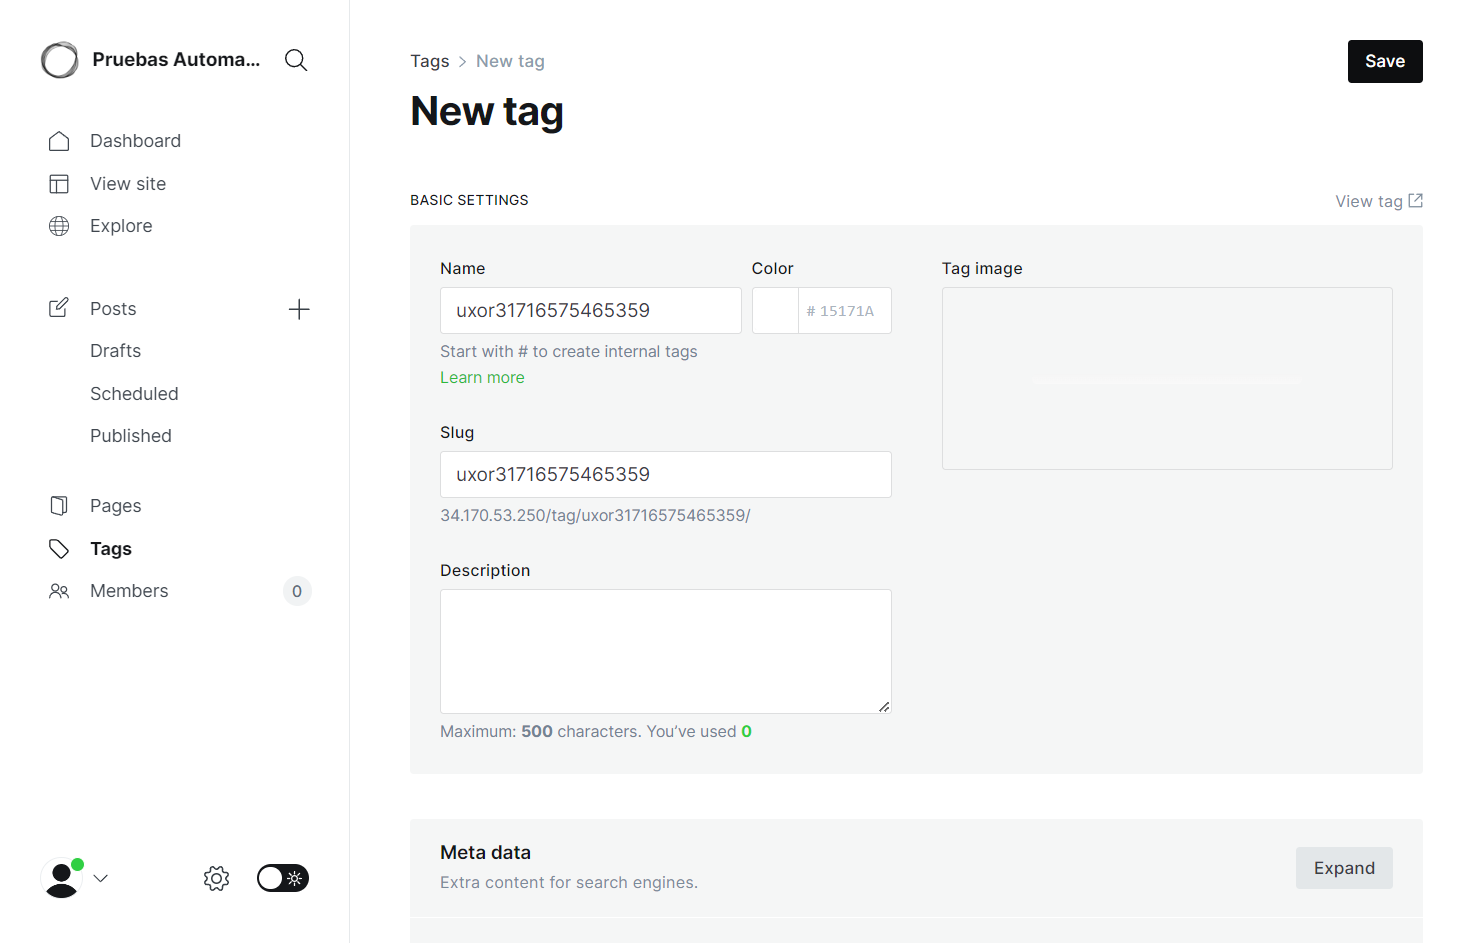 Pruebas Automa...
Dashboard
View site
Explore
Posts
Drafts
Scheduled
Published
Pages
Tags
Members
0
Tags > New tag
Save
New tag
BASIC SETTINGS
View tag
Name
Color
Tag image
uxor31716575465359
# 15171A
Start with # to create internal tags
Learn more
Slug
uxor31716575465359
34.170.53.250/tag/uxor31716575465359/
Description
Maximum: 500 characters. You’ve used 0
Meta data
Extra content for search engines.
Expand